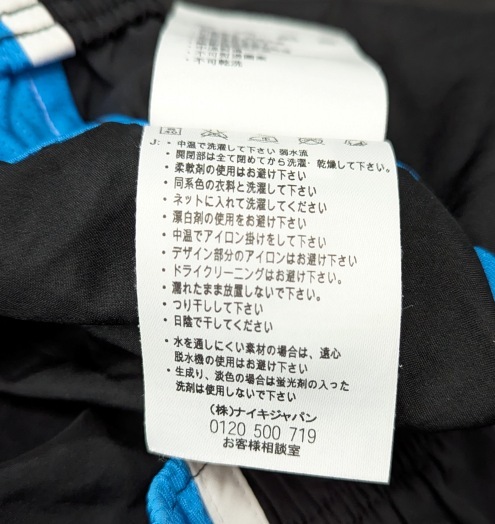 ・不可乾洗
J: ・中温で洗濯して下さい 弱水流
・開閉部は全て閉めてから洗濯・乾燥して下さい。
・柔軟剤の使用はお避け下さい
・同系色の衣料と洗濯して下さい
・ネットに入れて洗濯してください
・漂白剤の使用をお避け下さい
・中温でアイロン掛けをして下さい
・デザイン部分のアイロンはお避け下さい
・ドライクリーニングはお避け下さい。
・濡れたまま放置しないで下さい。
・つり干しして下さい
・日陰で干してください
・水を通しにくい素材の場合は、遠心
脱水機の使用はお避け下さい
・生成り、淡色の場合は蛍光剤の入った
洗剤は使用しないで下さい
(株)ナイキジャパン
0120 500 719
お客様相談室